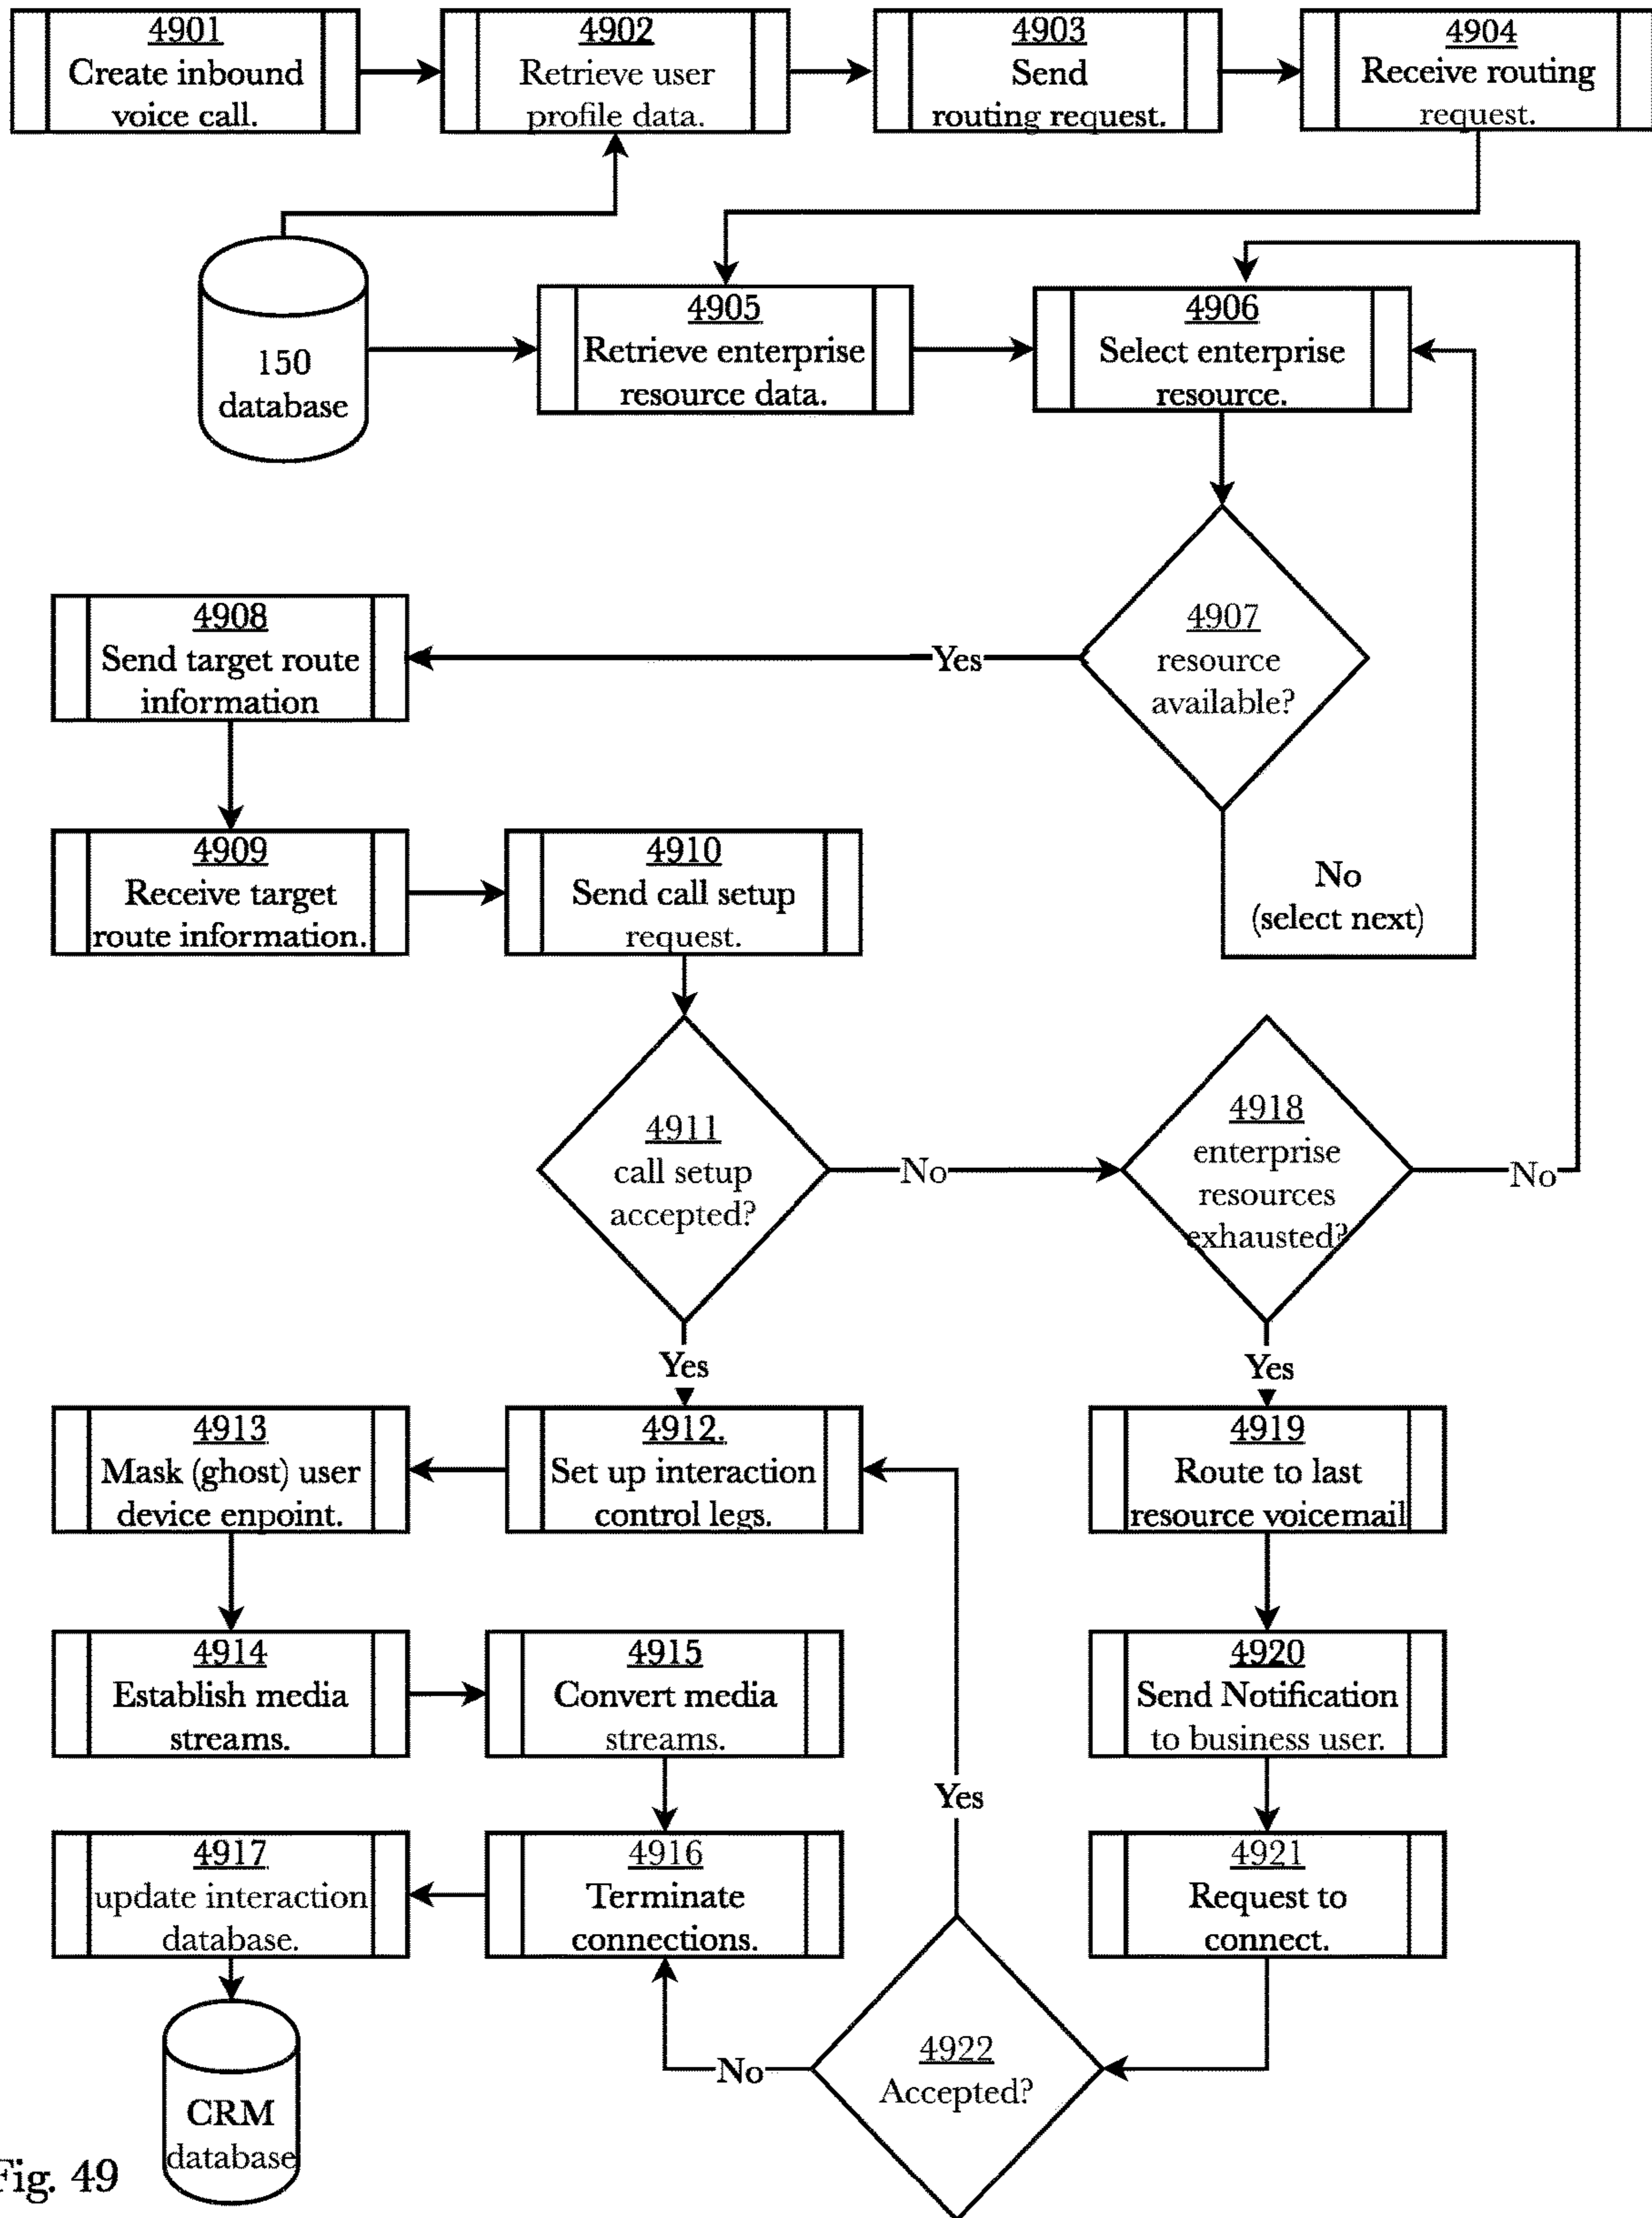 4901
Create inbound
voice call.
4902
Retrieve user
profile data.
4903
Send
routing request.
4904
Receive routing
request.
150
database
4905
Retrieve enterprise
resource data.
4906
Select enterprise
resource.
4907
resource
available?
Yes
4908
Send target route
information
No
(select next)
4909
Receive target
route information.
4910
Send call setup
request.
4911
call setup
accepted?
No
4918
enterprise
resources
exhausted?
No
Yes
Yes
4913
Mask (ghost) user
device enpoint.
4912.
Set up interaction
control legs.
4919
Route to last
resource voicemail
4914
Establish media
streams.
4915
Convert media
streams.
4920
Send Notification
to business user.
Yes
4917
update interaction
database.
4916
Terminate
connections.
4921
Request to
connect.
4922
Accepted?
No
CRM
database
Fig. 49